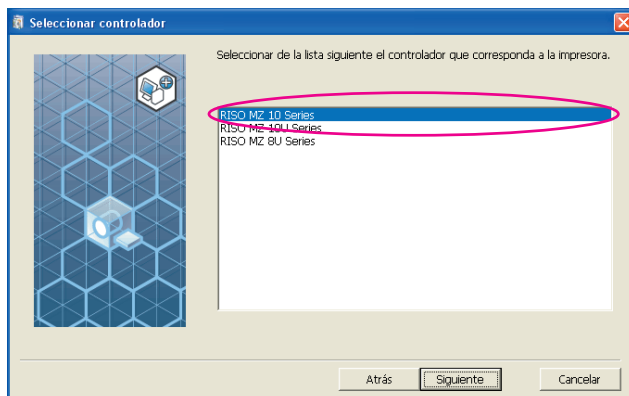 Seleccionar controlador
Seleccionar de la lista siguiente el controlador que corresponda a la impresora.
RISO MZ 10 Series
RISO MZ 10U Series
RISO MZ 8U Series
Atrás
Siguiente
Cancelar